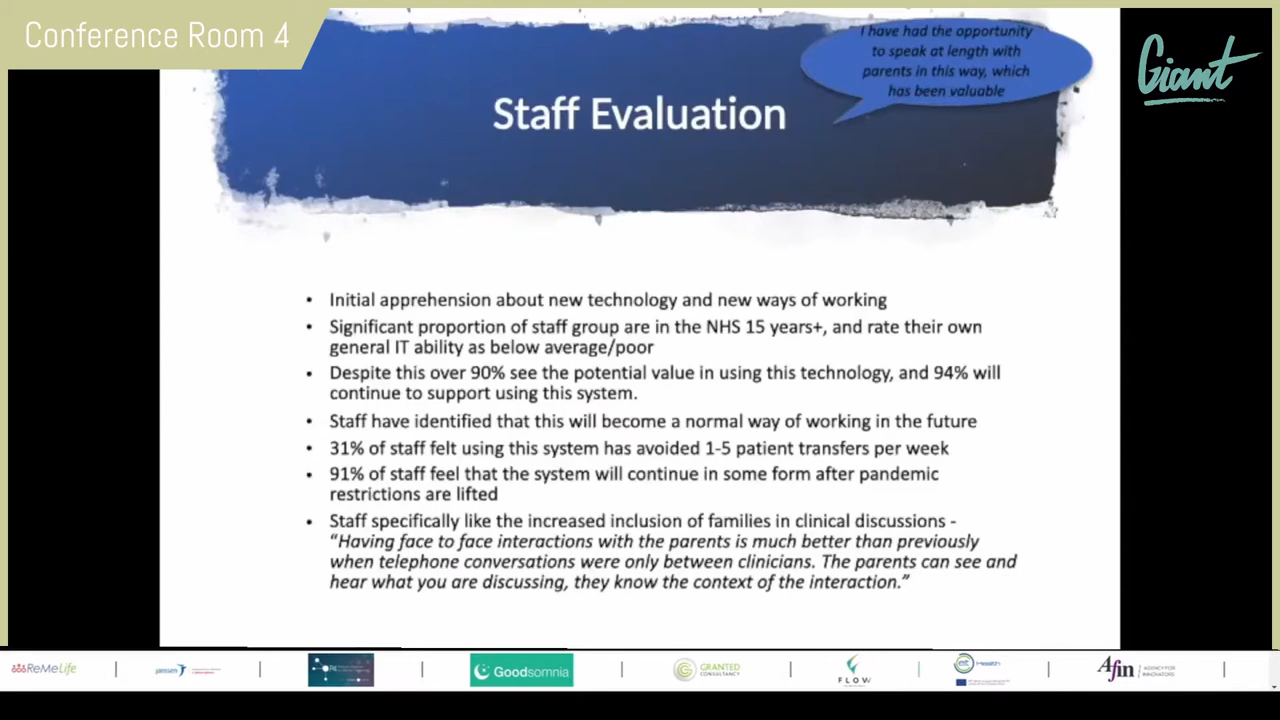 Conference Room 4
I have had the opportunity
to speak at length with
parents in this way, which
has been valuable
Giant
Staff Evaluation
• Initial apprehension about new technology and new ways of working
• Significant proportion of staff group are in the NHS 15 years+, and rate their own
general IT ability as below average/poor
• Despite this over 90% see the potential value in using this technology, and 94% will
continue to support using this system.
• Staff have identified that this will become a normal way of working in the future
• 31% of staff felt using this system has avoided 1-5 patient transfers per week
• 91% of staff feel that the system will continue in some form after pandemic
restrictions are lifted
• Staff specifically like the increased inclusion of families in clinical discussions -
“Having face to face interactions with the parents is much better than previously
when telephone conversations were only between clinicians. The parents can see and
hear what you are discussing, they know the context of the interaction.”
ReMeLife
janssen
Goodsomnia
GRANTED
CONSULTANCY
FLOW
eit Health
Afin
AGENCY FOR
INNOVATORS